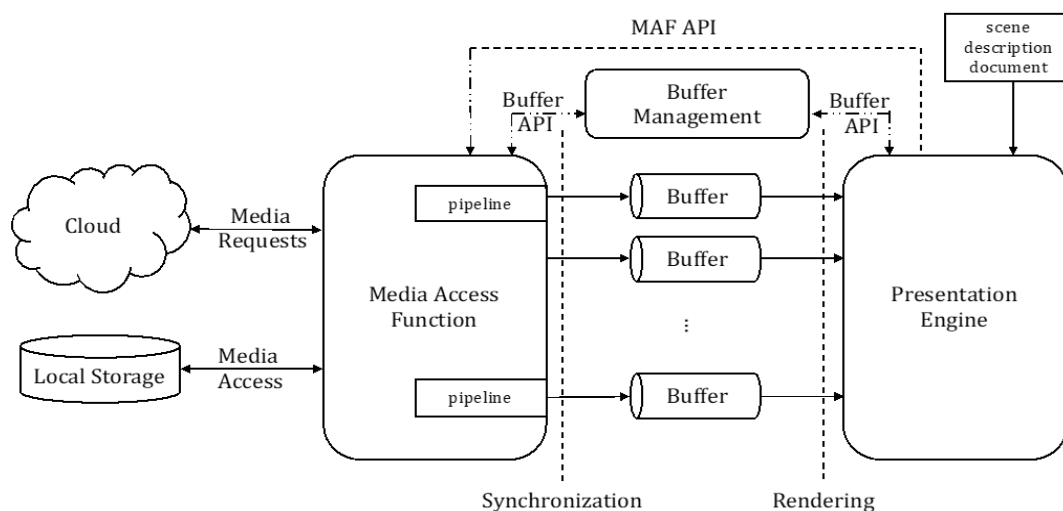 MAF API
scene
description
document
Buffer
API
Buffer
Management
Buffer
API
Cloud
Media
Requests
pipeline
Buffer
Buffer
Media Access
Function
...
Presentation
Engine
Local Storage
Media
Access
pipeline
Buffer
Synchronization
Rendering